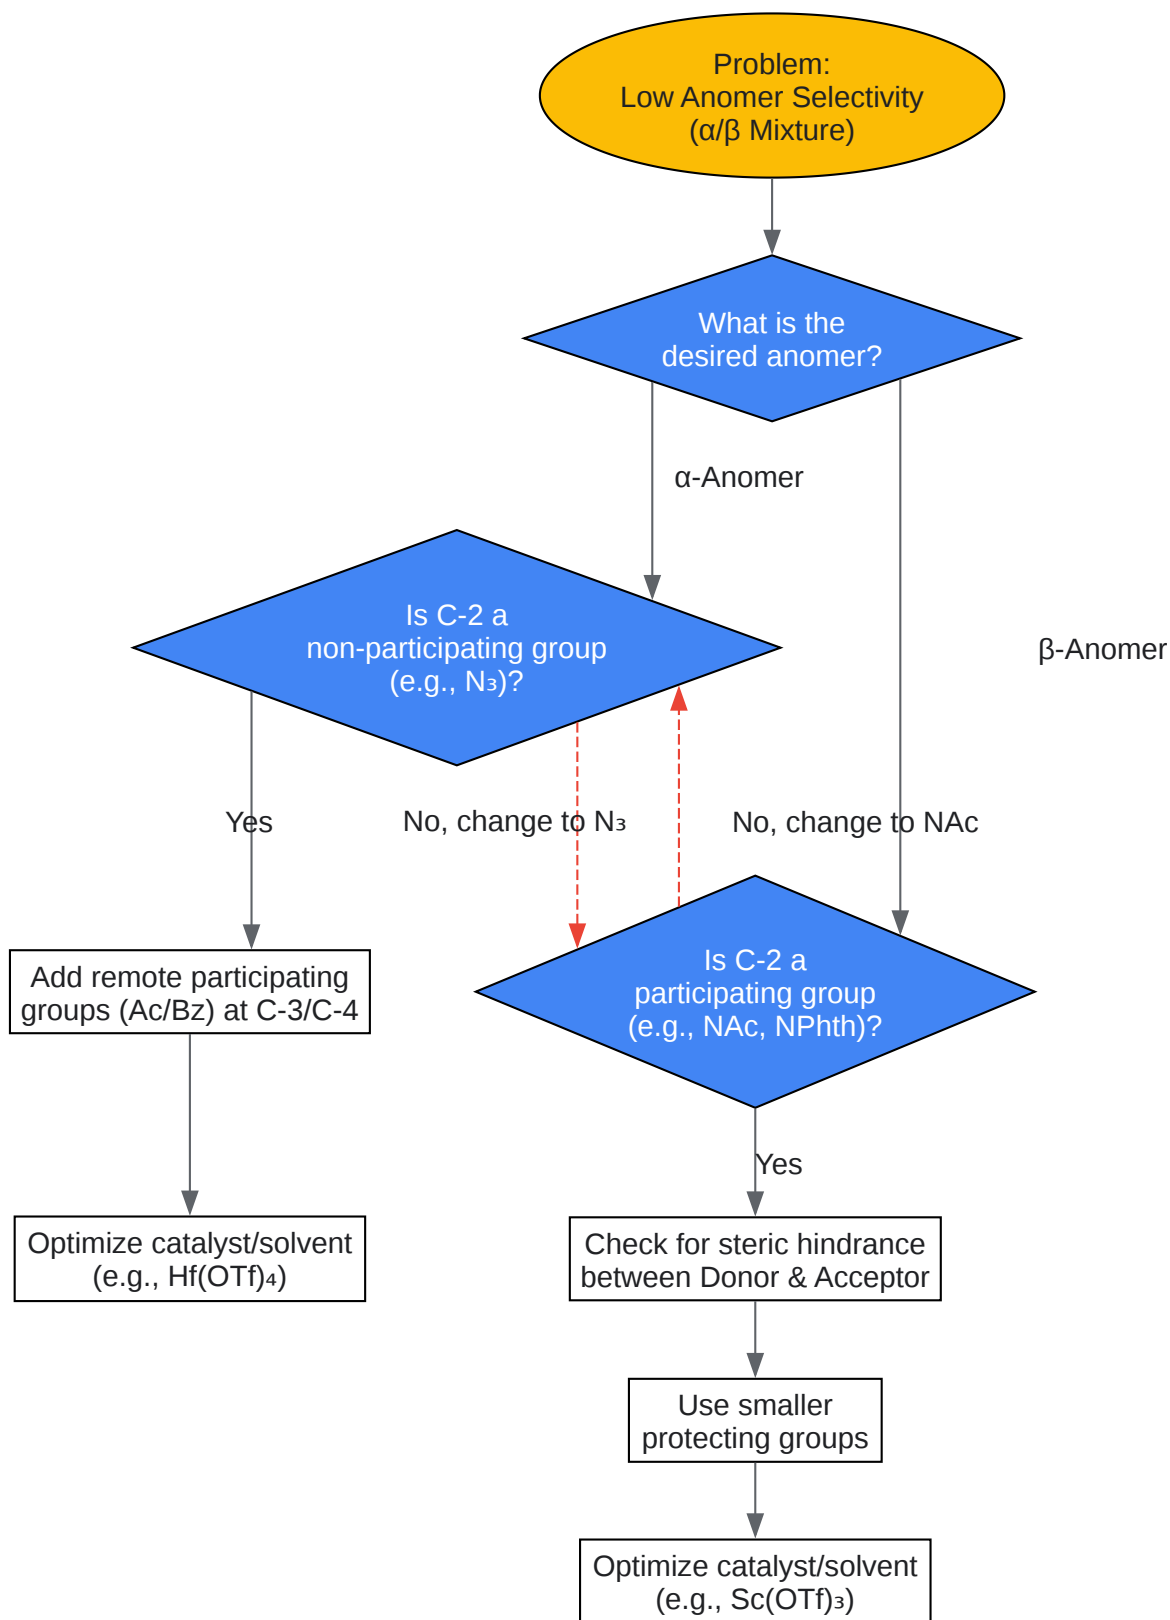 Problem:
Low Anomer Selectivity
(α/β Mixture)
What is the
desired anomer?
α-Anomer
Is C-2 a
non-participating group
(e.g., N₃)?
β-Anomer
Yes
No, change to N₃
No, change to NAc
Add remote participating
groups (Ac/Bz) at C-3/C-4
Is C-2 a
participating group
(e.g., NAc, NPhth)?
Yes
Optimize catalyst/solvent
(e.g., Hf(OTf)₄)
Check for steric hindrance
between Donor & Acceptor
Use smaller
protecting groups
Optimize catalyst/solvent
(e.g., Sc(OTf)₃)